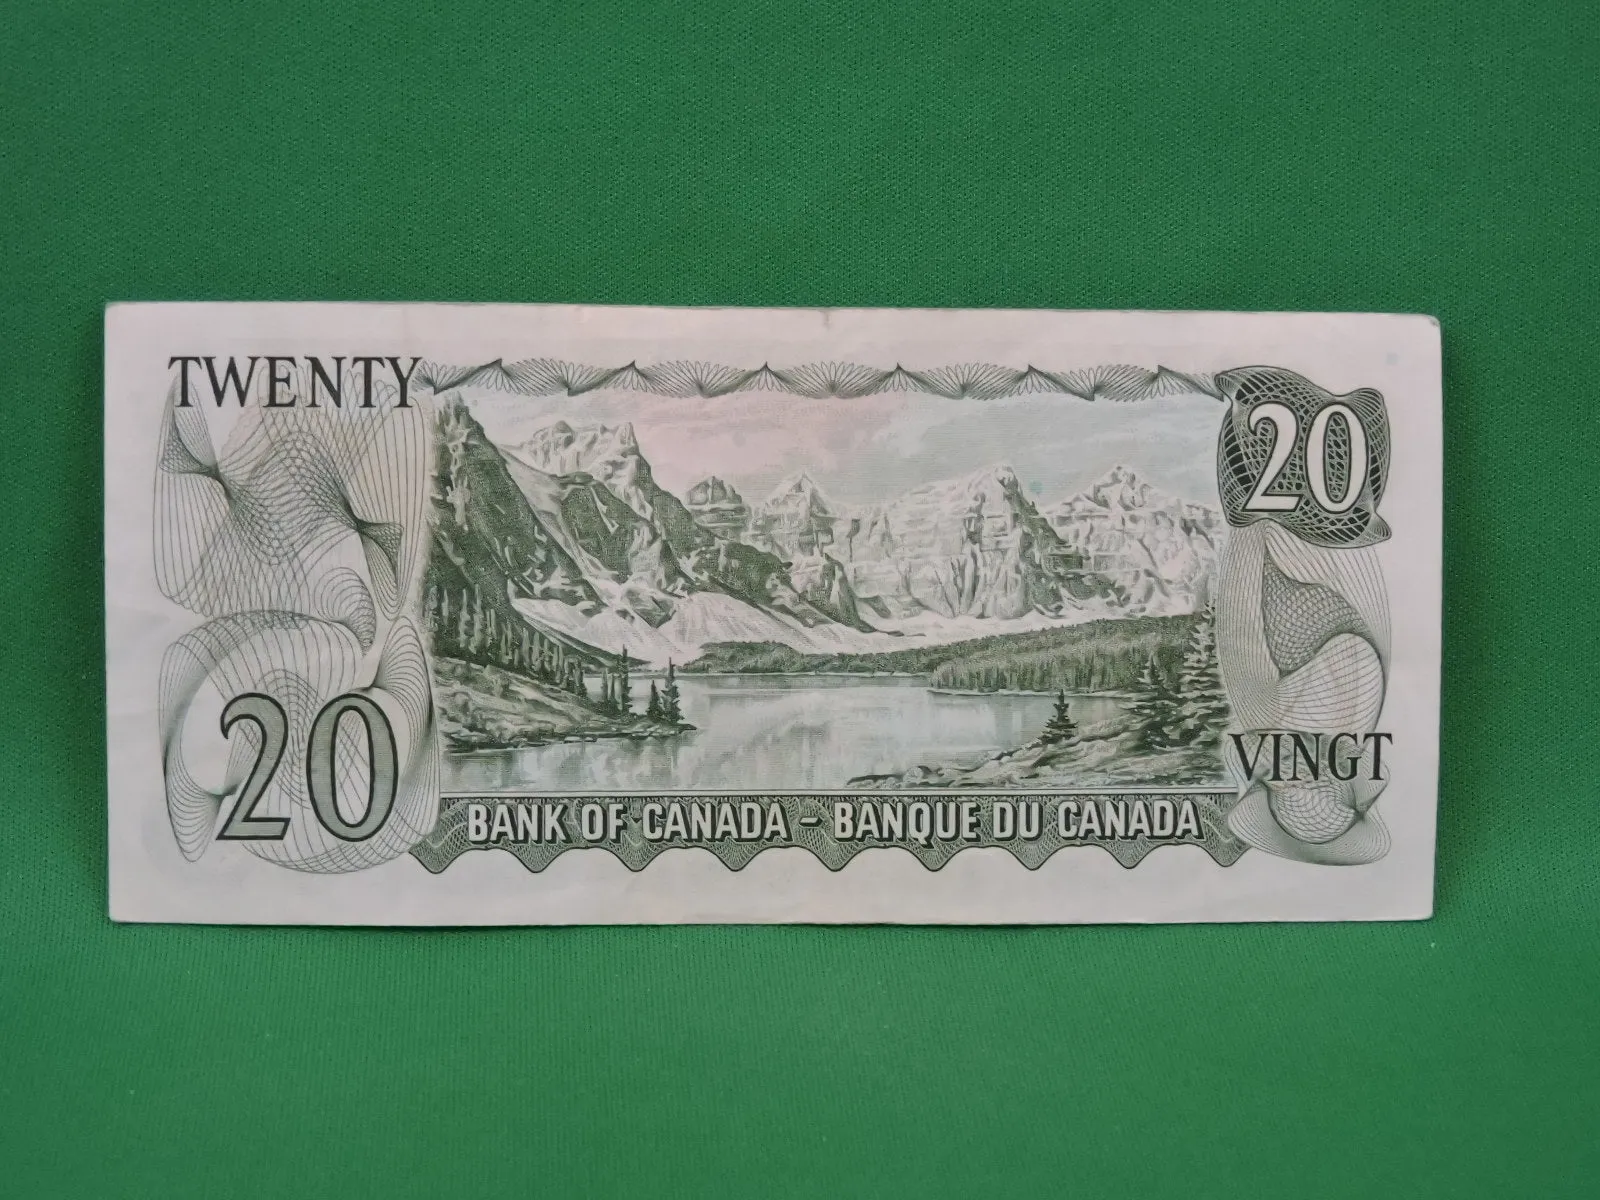 TWENTY
20
20
VINGT
BANK OF CANADA - BANQUE DU CANADA